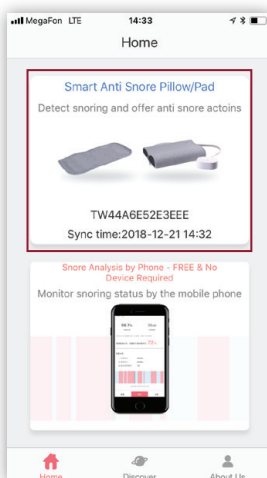 MegaFon LTE 14:33
Home
Smart Anti Snore Pillow/Pad
Detect snoring and offer anti snore actoins
TW44A6E52E3EEE
Sync time:2018-12-21 14:32
Snore Analysis by Phone - FREE & No
Device Required
Monitor snoring status by the mobile phone
Home Discover About Us